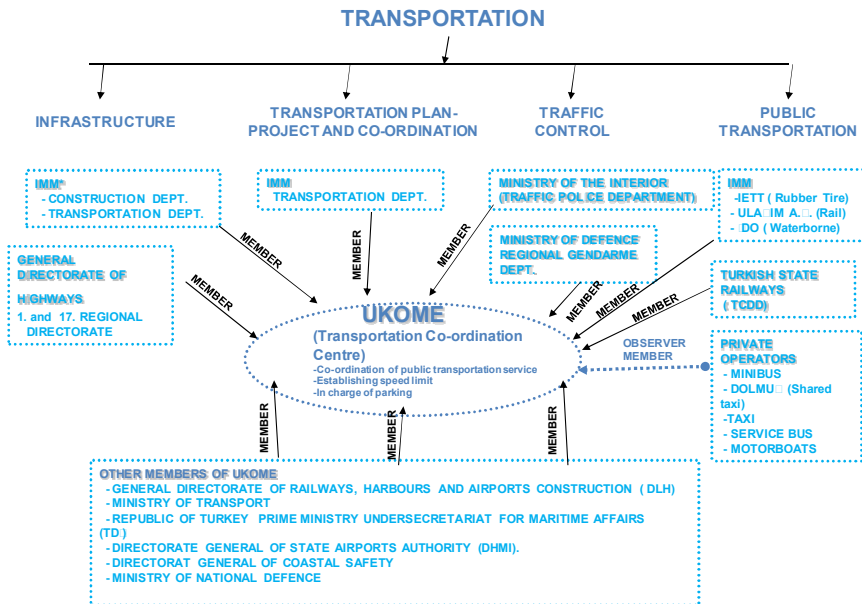 TRANSPORTATION
INFRASTRUCTURE
TRANSPORTATION PLAN-
PROJECT AND CO-ORDINATION
TRAFFIC
CONTROL
PUBLIC
TRANSPORTATION
IMM*
- CONSTRUCTION DEPT.
- TRANSPORTATION DEPT.
IMM
TRANSPORTATION DEPT.
MINISTRY OF THE INTERIOR
(TRAFFIC POLICE DEPARTMENT)
IMM
-IETT ( Rubber Tire)
- ULA□IM A.□. (Rail)
- □DO ( Waterborne)
GENERAL
DIRECTORATE OF
HIGHWAYS
1. and 17. REGIONAL
DIRECTORATE
MINISTRY OF DEFENCE
REGIONAL GENDARME
DEPT.
TURKISH STATE
RAILWAYS
( TCDD)
PRIVATE
OPERATORS
- MINIBUS
- DOLMU□ (Shared
taxi)
-TAXI
- SERVICE BUS
- MOTORBOATS
MEMBER
MEMBER
MEMBER
MEMBER
MEMBER
MEMBER
MEMBER
OBSERVER
MEMBER
UKOME
(Transportation Co-ordination
Centre)
-Co-ordination of public transportation service
-Establishing speed limit
-In charge of parking
MEMBER
MEMBER
MEMBER
OTHER MEMBERS OF UKOME
- GENERAL DIRECTORATE OF RAILWAYS, HARBOURS AND AIRPORTS CONSTRUCTION ( DLH)
- MINISTRY OF TRANSPORT
- REPUBLIC OF TURKEY PRIME MINISTRY UNDERSECRETARIAT FOR MARITIME AFFAIRS
(TD□)
- DIRECTORATE GENERAL OF STATE AIRPORTS AUTHORITY (DHMI).
- DIRECTORAT GENERAL OF COASTAL SAFETY
- MINISTRY OF NATIONAL DEFENCE